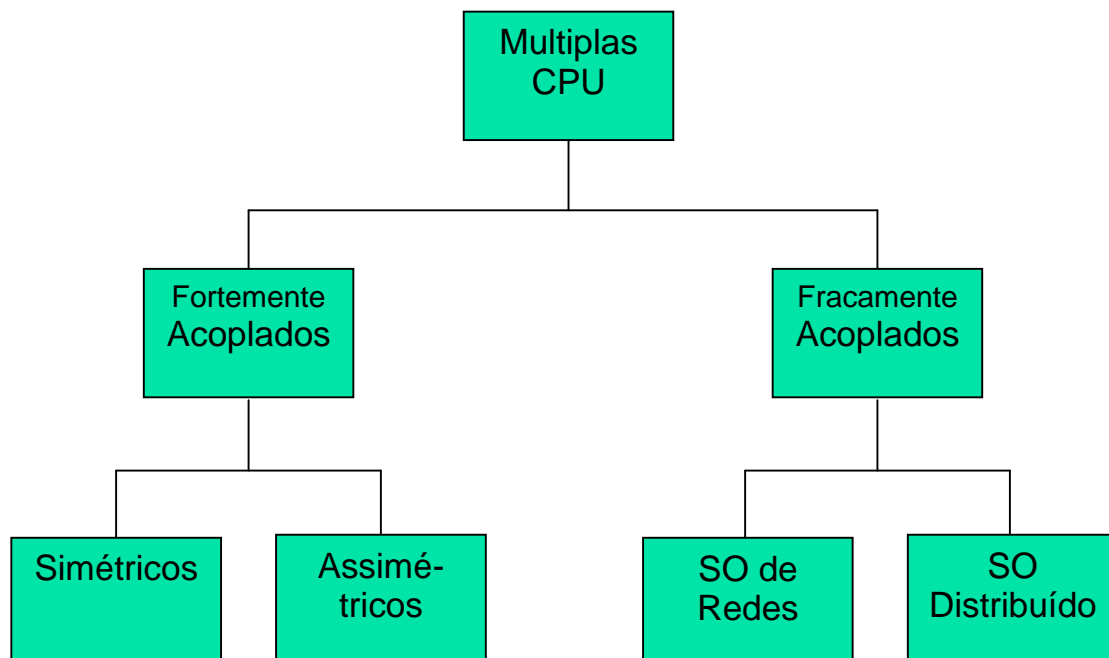 Multiplas
CPU
Fortemente
Acoplados
Fracamente
Acoplados
Simétricos
Assimé-
tricos
SO de
Redes
SO
Distribuído